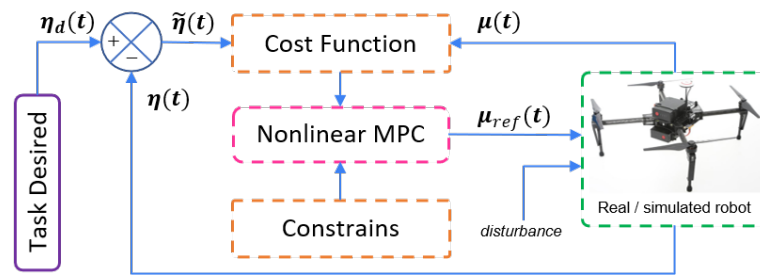 η_d(t)
+
−
η̃(t)
Cost Function
μ(t)
η(t)
Task Desired
Nonlinear MPC
μ_ref(t)
Constrains
disturbance
Real / simulated robot